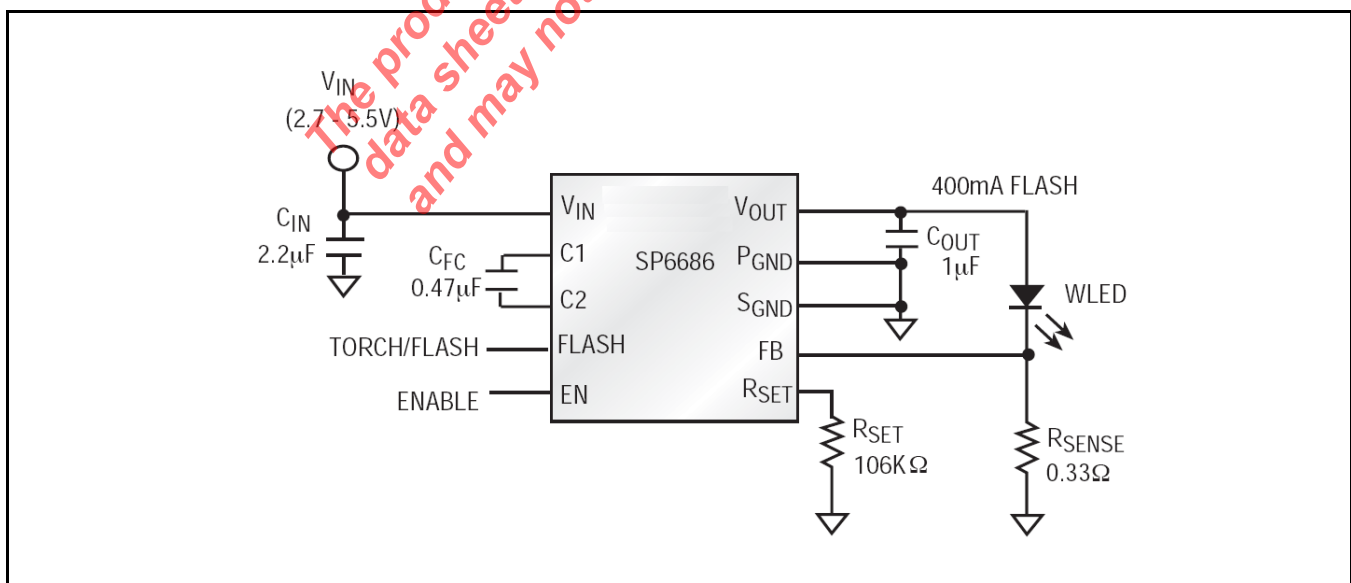 The prod
data sheet
and may no
VIN
(2.7 - 5.5V)
CIN
2.2μF
CFC
0.47μF
TORCH/FLASH
ENABLE
VIN
C1
C2
FLASH
EN
SP6686
VOUT
PGND
SGND
FB
RSET
400mA FLASH
COUT
1μF
WLED
RSET
106KΩ
RSENSE
0.33Ω